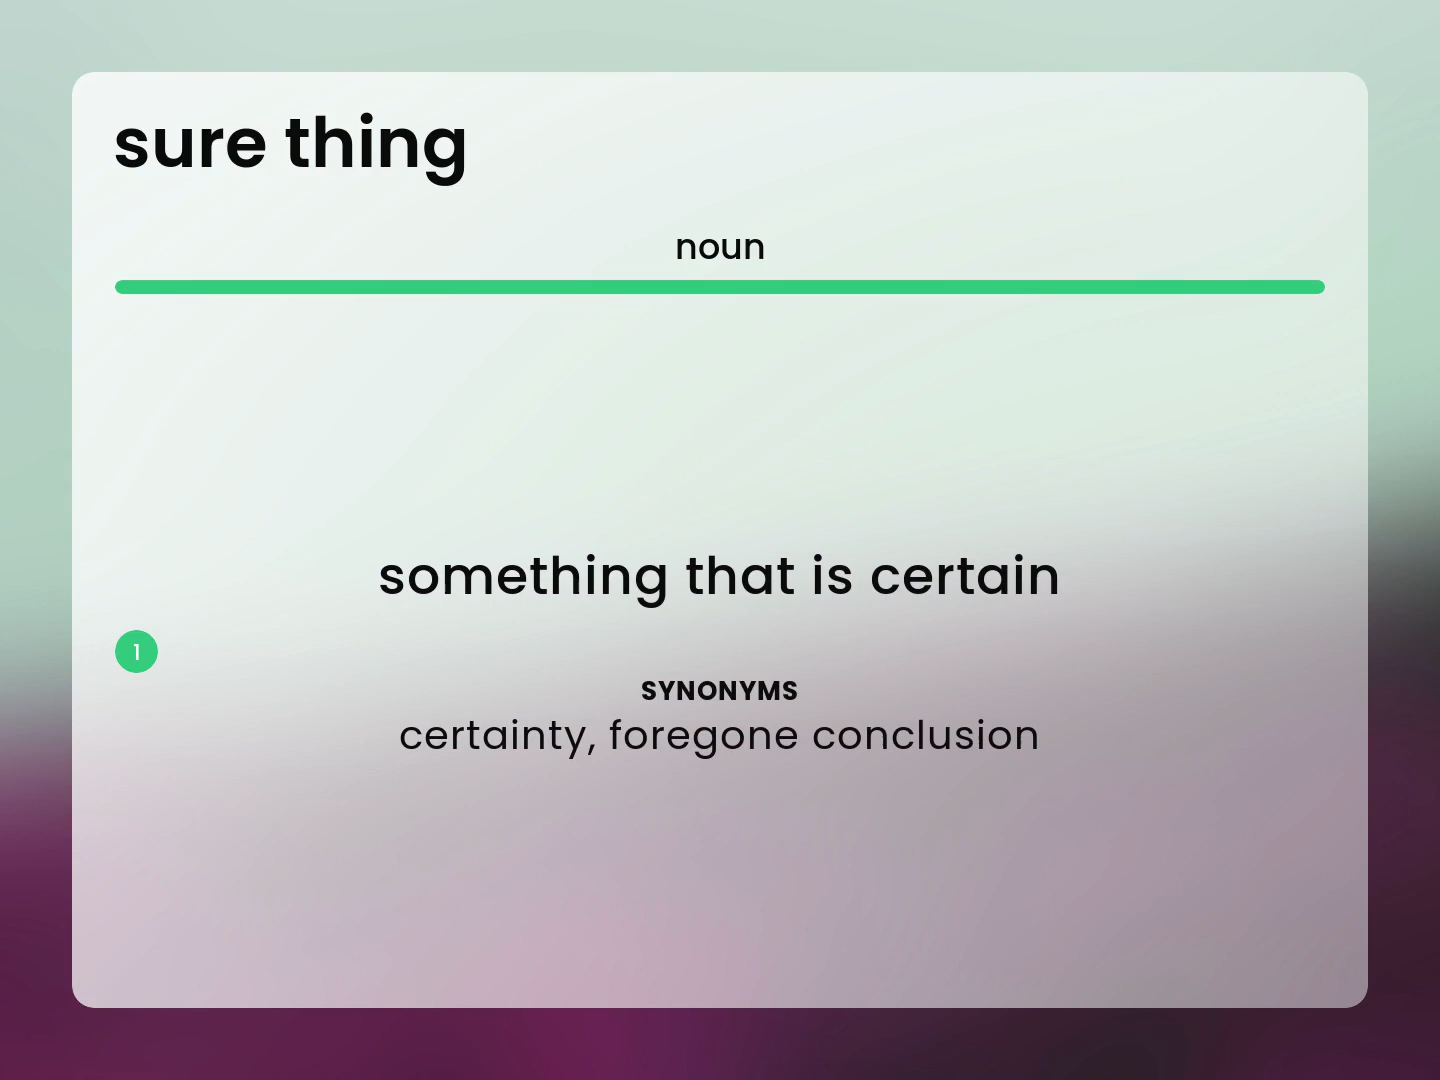 sure thing
noun
something that is certain
1
SYNONYMS
certainty, foregone conclusion